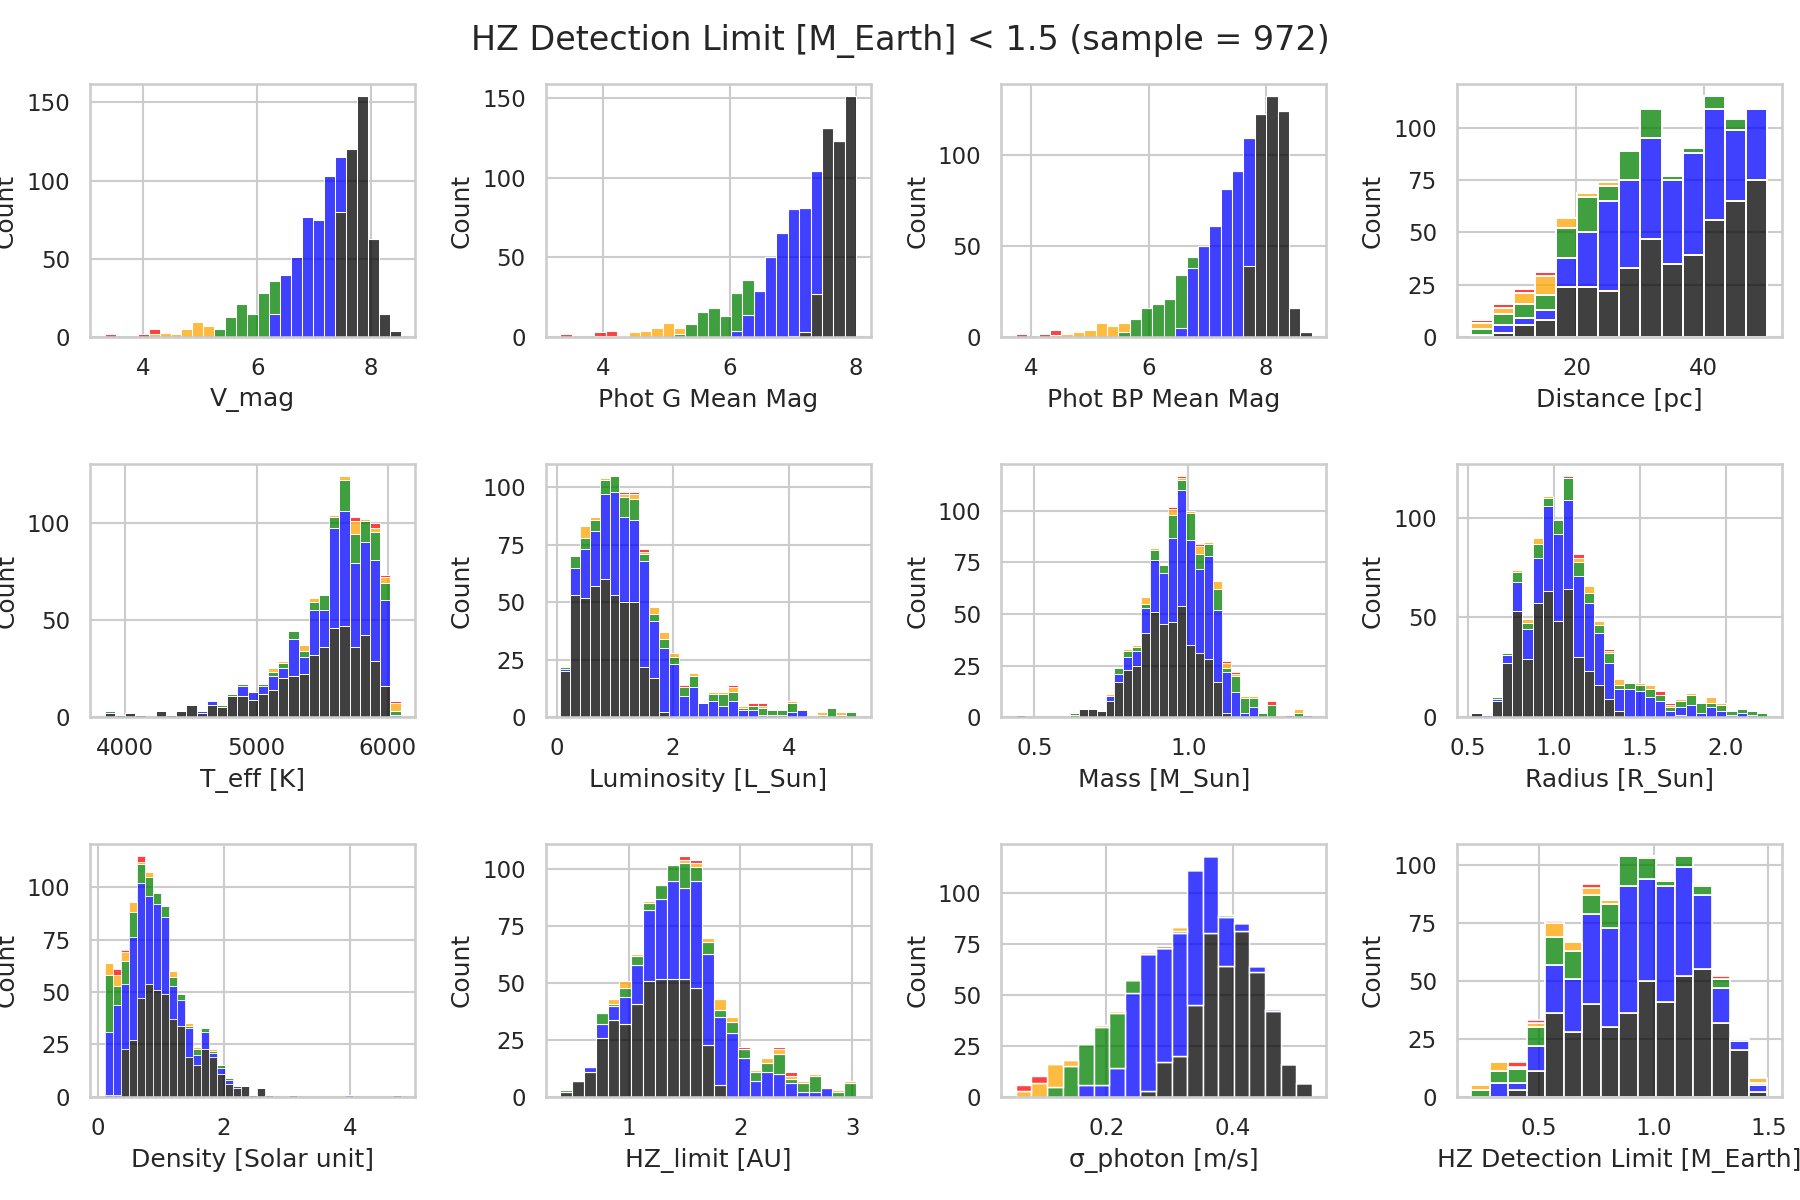 HZ Detection Limit [M_Earth] < 1.5 (sample = 972)
150
100
50
0
Count
4 6 8
V_mag
150
100
50
0
Count
4 6 8
Phot G Mean Mag
100
50
0
Count
4 6 8
Phot BP Mean Mag
100
75
50
25
0
Count
20 40
Distance [pc]
100
50
0
Count
4000 5000 6000
T_eff [K]
100
75
50
25
0
Count
0 2 4
Luminosity [L_Sun]
100
75
50
25
0
Count
0.5 1.0
Mass [M_Sun]
100
50
0
Count
0.5 1.0 1.5 2.0
Radius [R_Sun]
100
75
50
25
0
Count
0 2 4
Density [Solar unit]
100
75
50
25
0
Count
1 2 3
HZ_limit [AU]
100
75
50
25
0
Count
0.2 0.4
σ_photon [m/s]
100
75
50
25
0
Count
0.5 1.0 1.5
HZ Detection Limit [M_Earth]